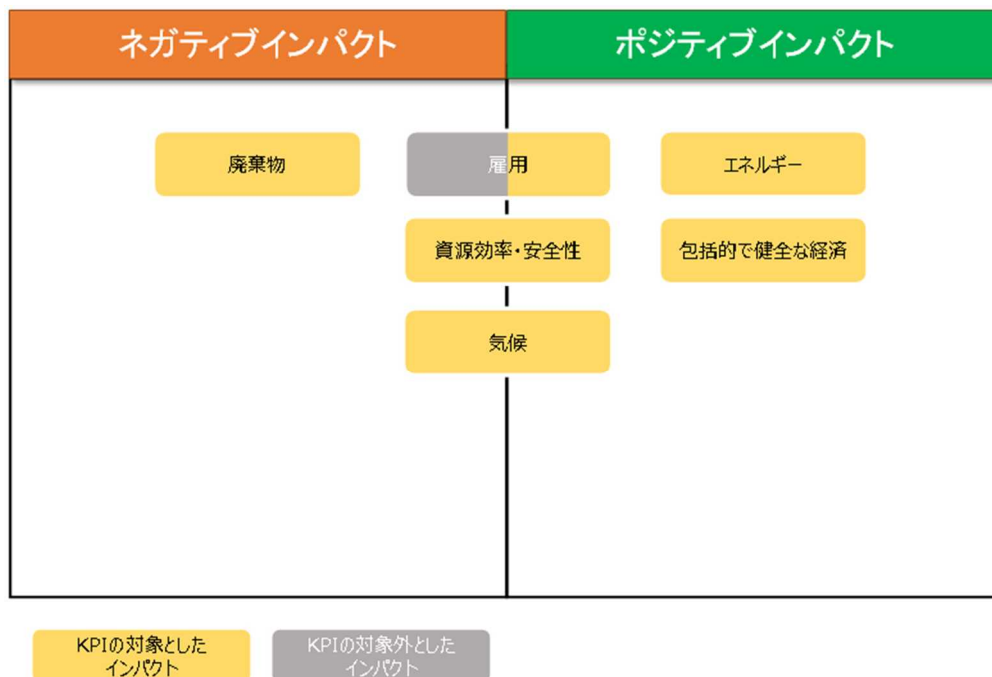 ネガティブインパクト
ポジティブインパクト
廃棄物
雇用
エネルギー
資源効率・安全性
包括的で健全な経済
気候
KPIの対象とした
インパクト
KPIの対象外とした
インパクト